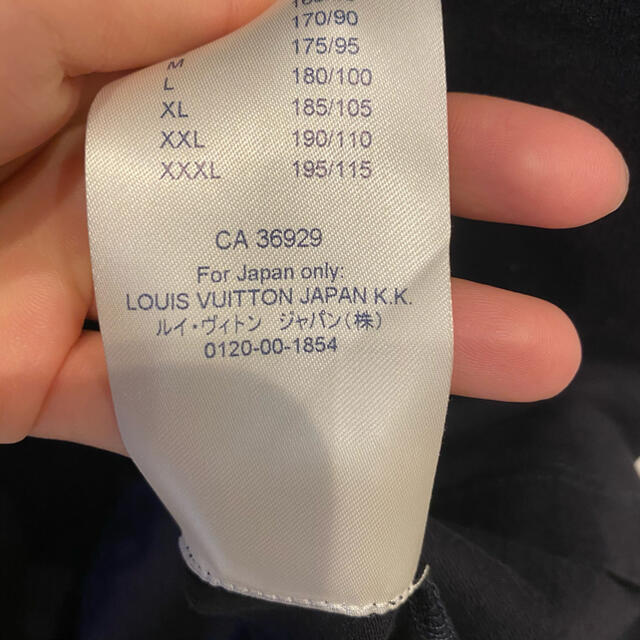 170/90
175/95
M
L 180/100
XL 185/105
XXL 190/110
XXXL 195/115
CA 36929
For Japan only:
LOUIS VUITTON JAPAN K.K.
ルイ・ヴィトン ジャパン(株)
0120-00-1854